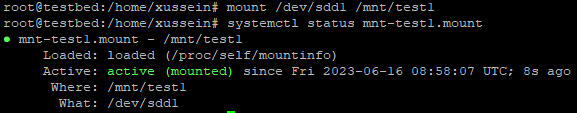 root@testbed:/home/xussein# mount /dev/sdd1 /mnt/test1
root@testbed:/home/xussein# systemctl status mnt-test1.mount
● mnt-test1.mount - /mnt/test1
Loaded: loaded (/proc/self/mountinfo)
Active: active (mounted) since Fri 2023-06-16 08:58:07 UTC; 8s ago
Where: /mnt/test1
What: /dev/sdd1